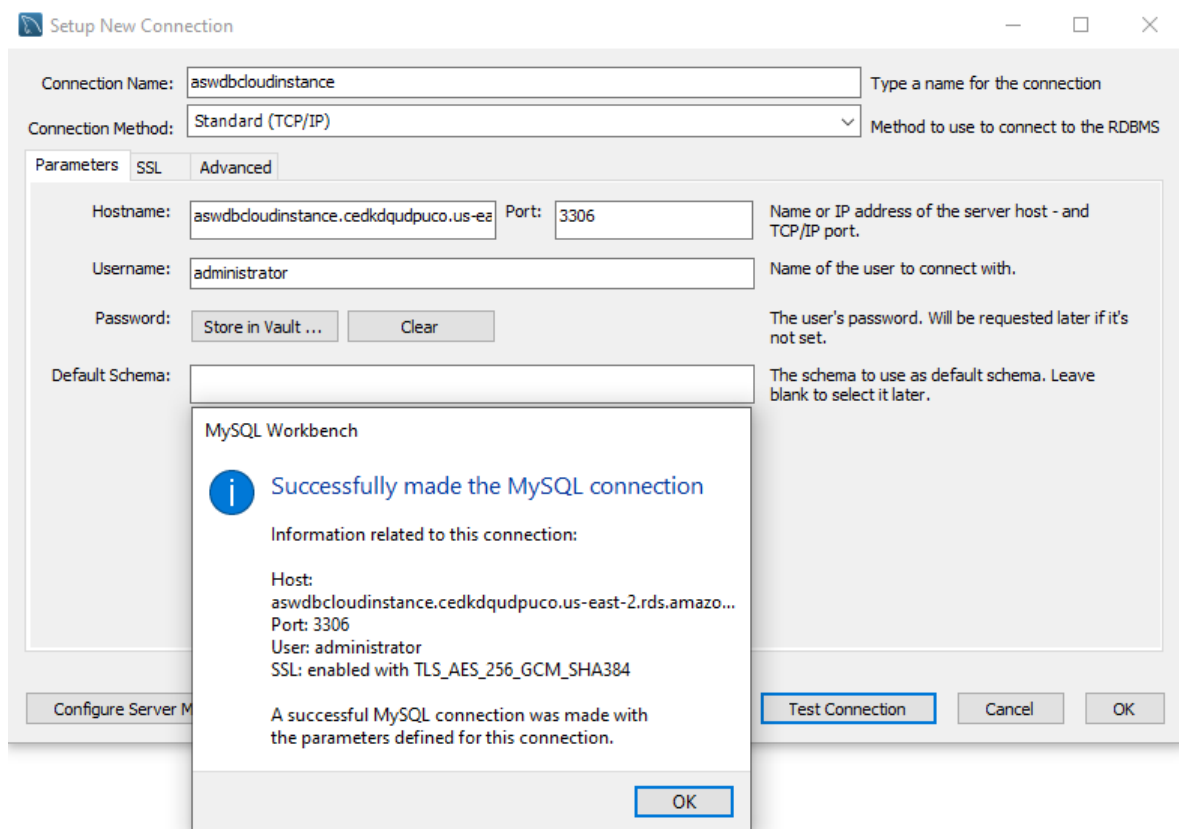 Setup New Connection
Connection Name: aswdbcloudinstance Type a name for the connection
Connection Method: Standard (TCP/IP) Method to use to connect to the RDBMS
Parameters SSL Advanced
Hostname: aswdbcloudinstance.cedkdqudpuco.us-ea Port: 3306 Name or IP address of the server host - and
TCP/IP port.
Username: administrator Name of the user to connect with.
Password: Store in Vault ... Clear The user's password. Will be requested later if it's
not set.
Default Schema: The schema to use as default schema. Leave
blank to select it later.
MySQL Workbench
Successfully made the MySQL connection
Information related to this connection:
Host:
aswdbcloudinstance.cedkdqudpuco.us-east-2.rds.amazo...
Port: 3306
User: administrator
SSL: enabled with TLS_AES_256_GCM_SHA384
A successful MySQL connection was made with
the parameters defined for this connection.
OK
Configure Server M Test Connection Cancel OK